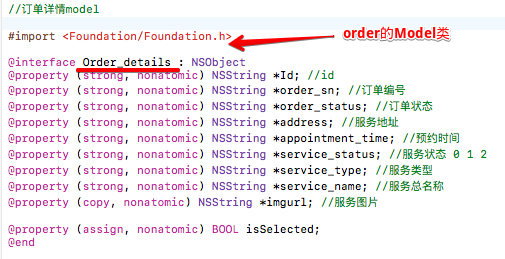 //订单详情model
#import <Foundation/Foundation.h>
order的Model类
@interface Order_details : NSObject
@property (strong, nonatomic) NSString *Id; //id
@property (strong, nonatomic) NSString *order_sn; //订单编号
@property (strong, nonatomic) NSString *order_status; //订单状态
@property (strong, nonatomic) NSString *address; //服务地址
@property (strong, nonatomic) NSString *appointment_time; //预约时间
@property (strong, nonatomic) NSString *service_status; //服务状态 0 1 2
@property (strong, nonatomic) NSString *service_type; //服务类型
@property (strong, nonatomic) NSString *service_name; //服务总名称
@property (copy, nonatomic) NSString *imgurl; //服务图片
@property (assign, nonatomic) BOOL isSelected;
@end